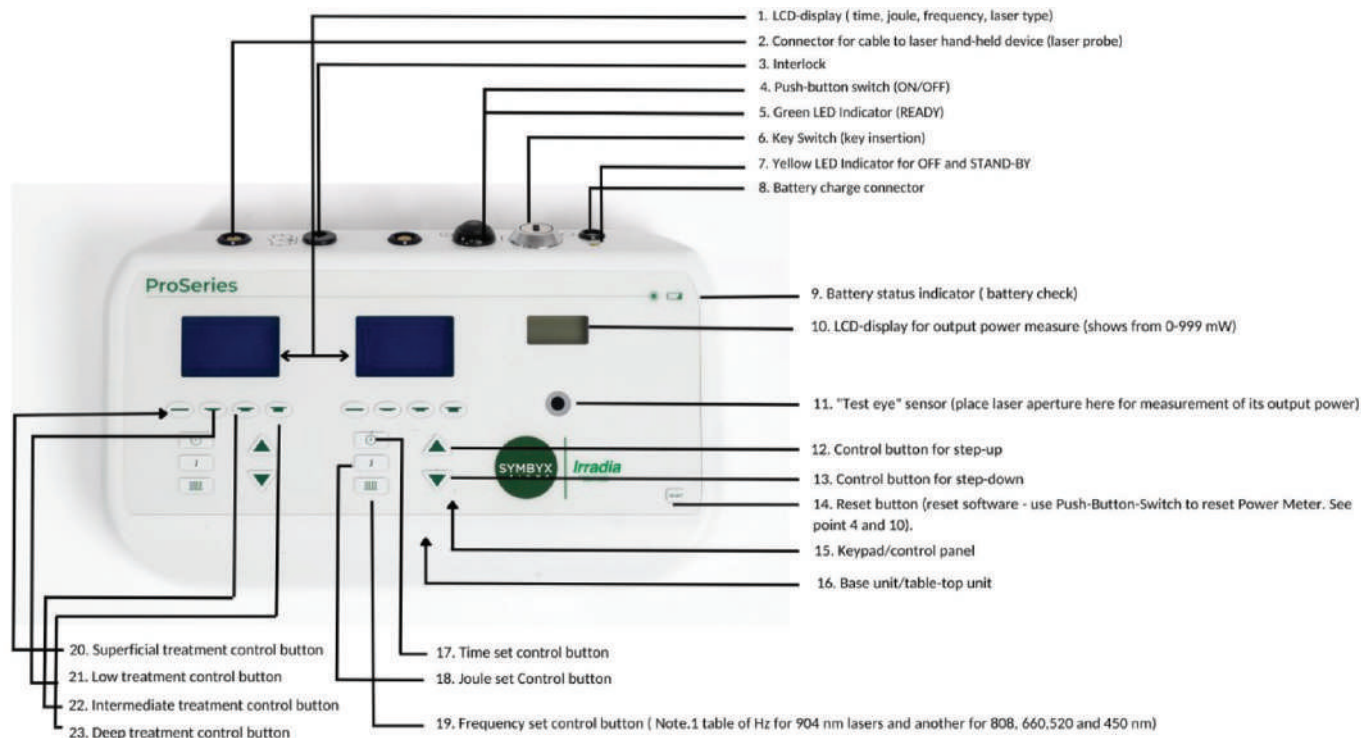 1. LCD-display ( time, joule, frequency, laser type)
2. Connector for cable to laser hand-held device (laser probe)
3. Interlock
4. Push-button switch (ON/OFF)
5. Green LED Indicator (READY)
6. Key Switch (key insertion)
7. Yellow LED Indicator for OFF and STAND-BY
8. Battery charge connector
ProSeries
9. Battery status indicator ( battery check)
10. LCD-display for output power measure (shows from 0-999 mW)
11. "Test eye" sensor (place laser aperture here for measurement of its output power)
12. Control button for step-up
SYMBYX
Irradia
13. Control button for step-down
14. Reset button (reset software - use Push-Button-Switch to reset Power Meter. See
point 4 and 10).
15. Keypad/control panel
16. Base unit/table-top unit
20. Superficial treatment control button
21. Low treatment control button
22. Intermediate treatment control button
23. Deep treatment control button
17. Time set control button
18. Joule set Control button
19. Frequency set control button ( Note.1 table of Hz for 904 nm lasers and another for 808, 660,520 and 450 nm)